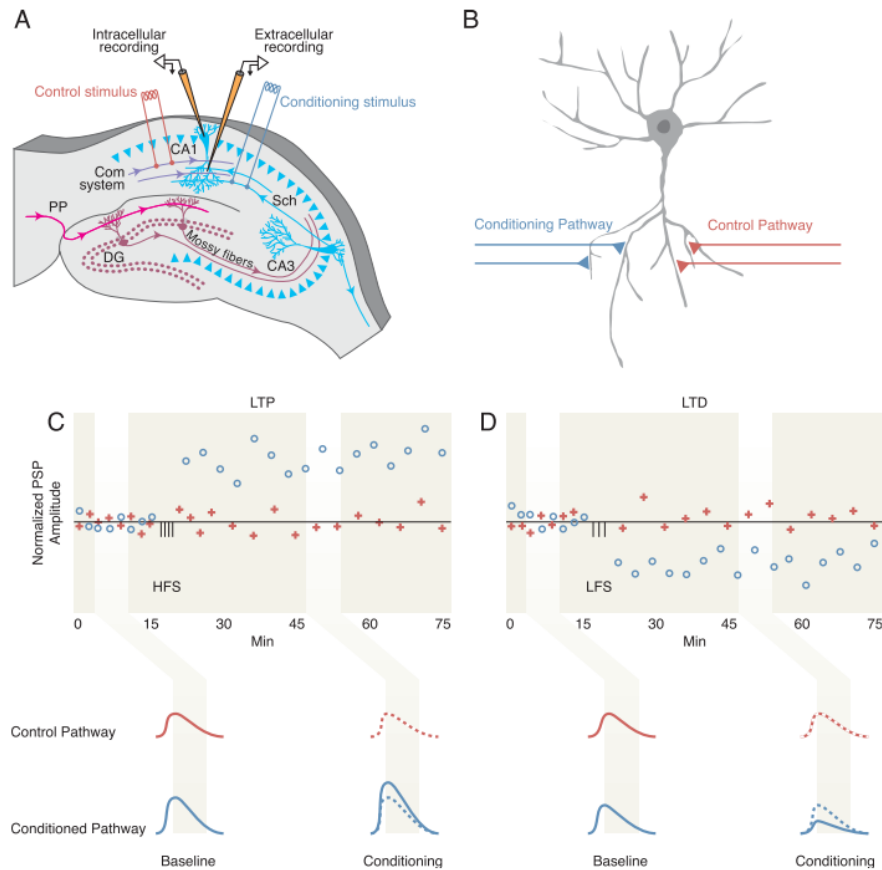 A
Intracellular
recording
Extracellular
recording
Control stimulus
Conditioning stimulus
CA1
Com
system
Sch
PP
Mossy fibers
DG
CA3
B
Conditioning Pathway
Control Pathway
C
LTP
Normalized PSP
Amplitude
HFS
0 15 30 45 60 75
Min
D
LTD
LFS
0 15 30 45 60 75
Min
Control Pathway
Conditioned Pathway
Baseline
Conditioning
Baseline
Conditioning